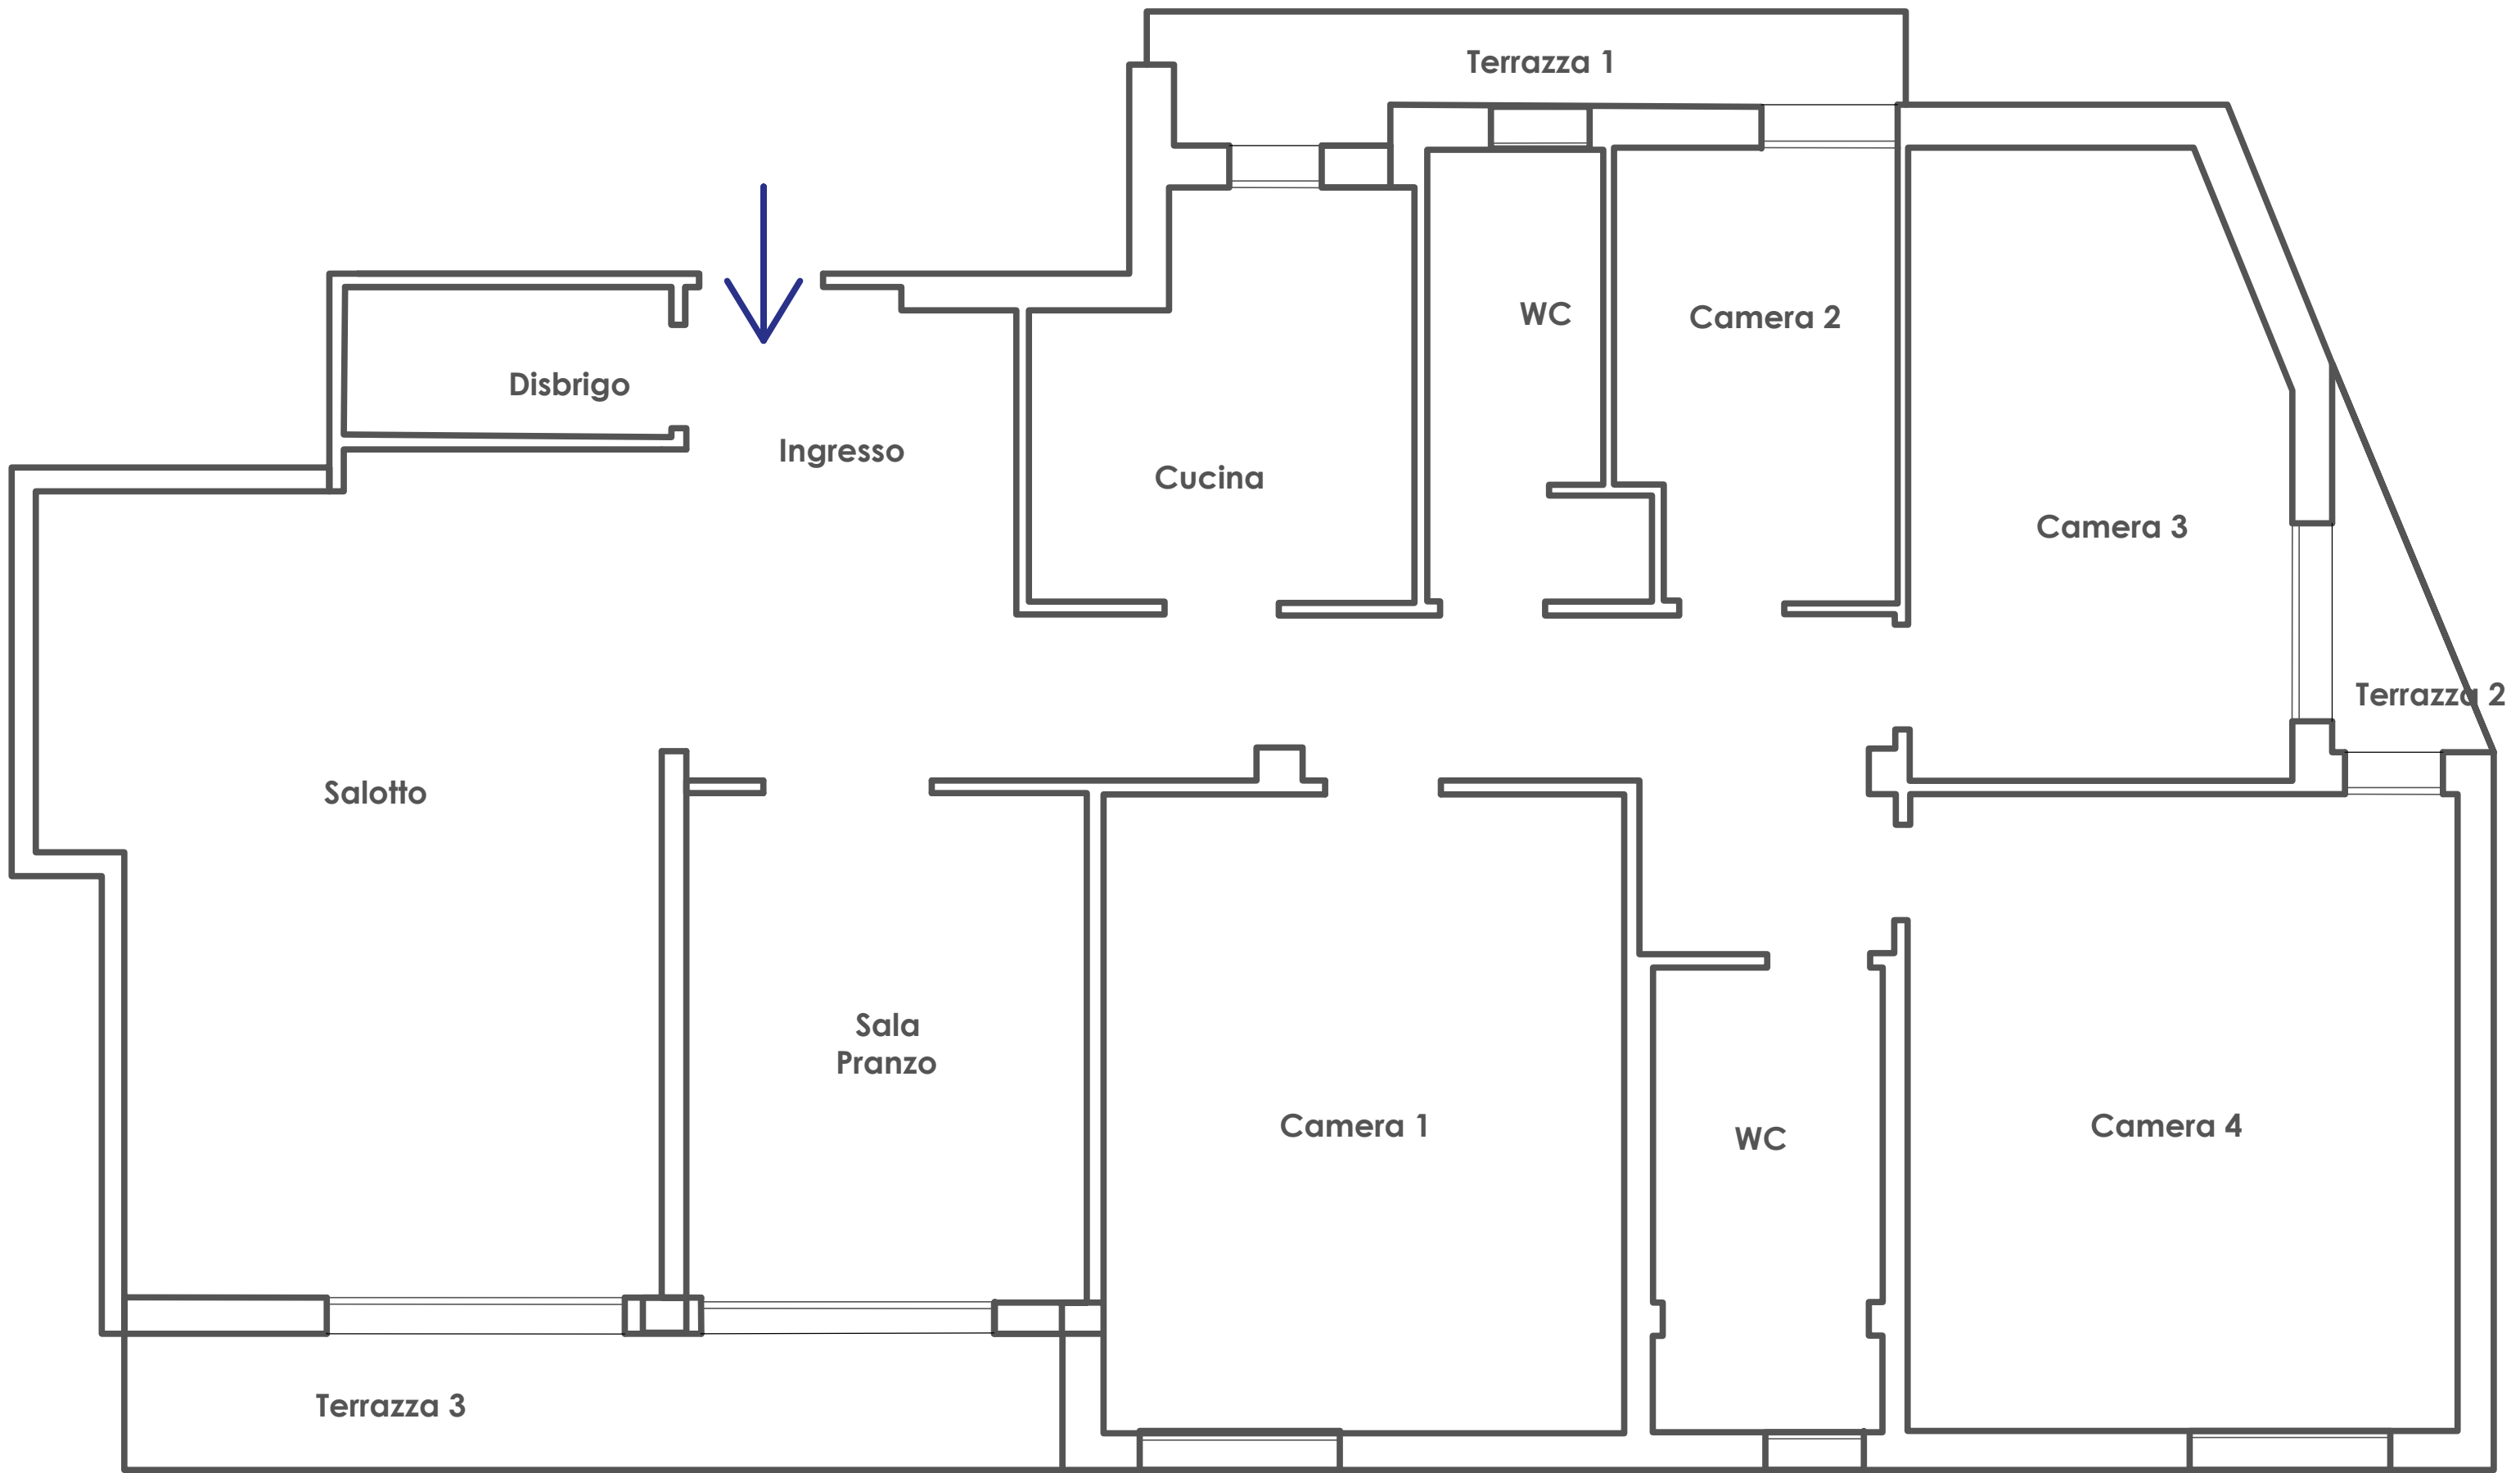 Terrazza 1
WC
Camera 2
Disbrigo
Ingresso
Cucina
Camera 3
Terrazza 2
Salotto
Sala
Pranzo
Camera 1
WC
Camera 4
Terrazza 3